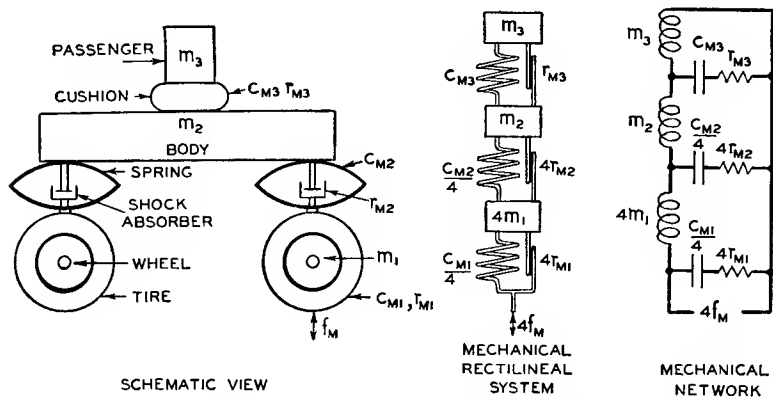 PASSENGER
m3
CUSHION
CM3 rM3
m2
BODY
SPRING
CM2
SHOCK
ABSORBER
rM2
WHEEL
m1
TIRE
CM1, rM1
fM
SCHEMATIC VIEW
m3
CM3
rM3
m2
CM2
4
4rM2
4m1
CM1
4
4rM1
4fM
MECHANICAL
RECTILINEAL
SYSTEM
m3
CM3
rM3
m2
CM2
4
4rM2
4m1
CM1
4
4rM1
4fM
MECHANICAL
NETWORK